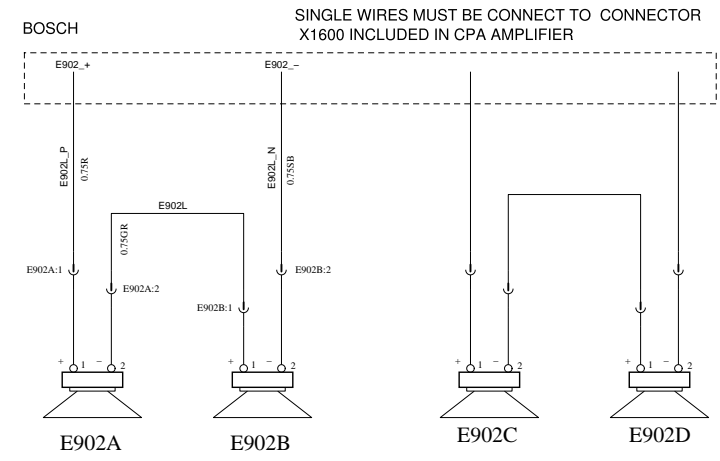 SINGLE WIRES MUST BE CONNECT TO CONNECTOR
BOSCH
X1600 INCLUDED IN CPA AMPLIFIER
E902_+
E902_−
E902L_P
0.75R
E902L_N
0.75SB
E902L
0.75GR
E902A:1
E902B:2
E902A:2
E902B:1
+ 1 − 2
+ 1 − 2
+ 1 − 2
+ 1 − 2
E902A
E902B
E902C
E902D